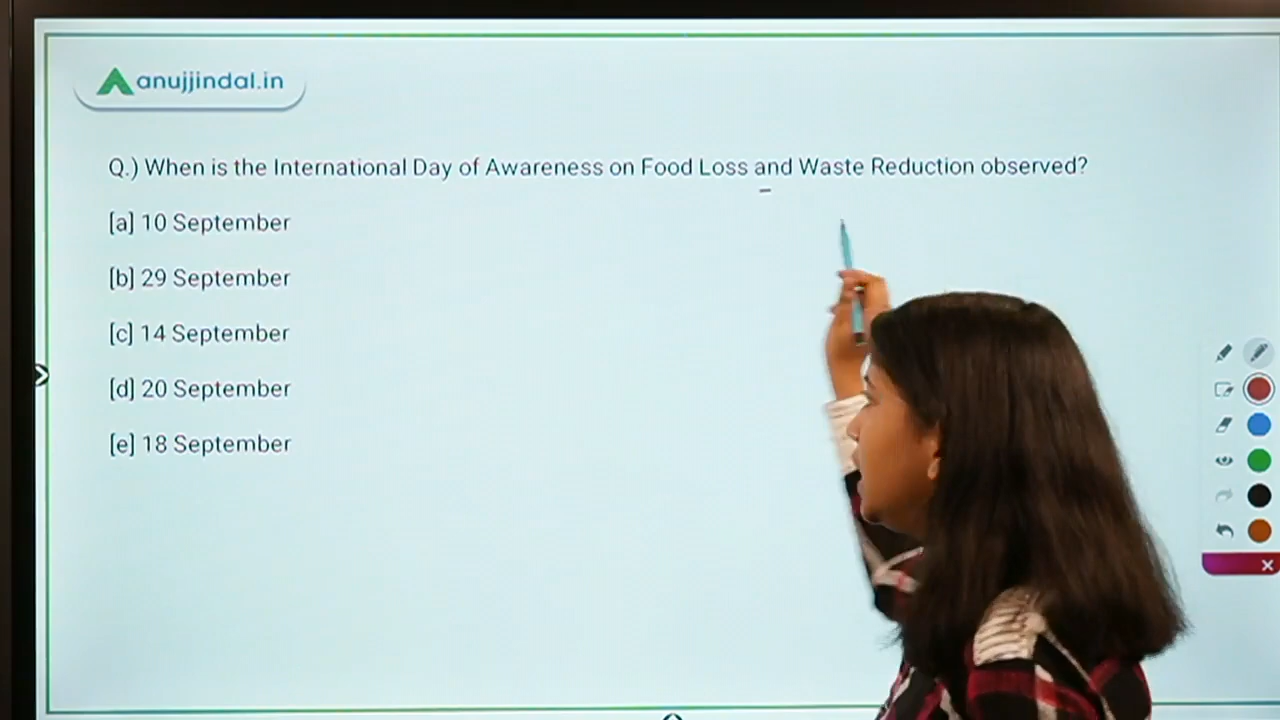 anujjindal.in
Q.) When is the International Day of Awareness on Food Loss and Waste Reduction observed?
[a] 10 September
[b] 29 September
[c] 14 September
[d] 20 September
[e] 18 September